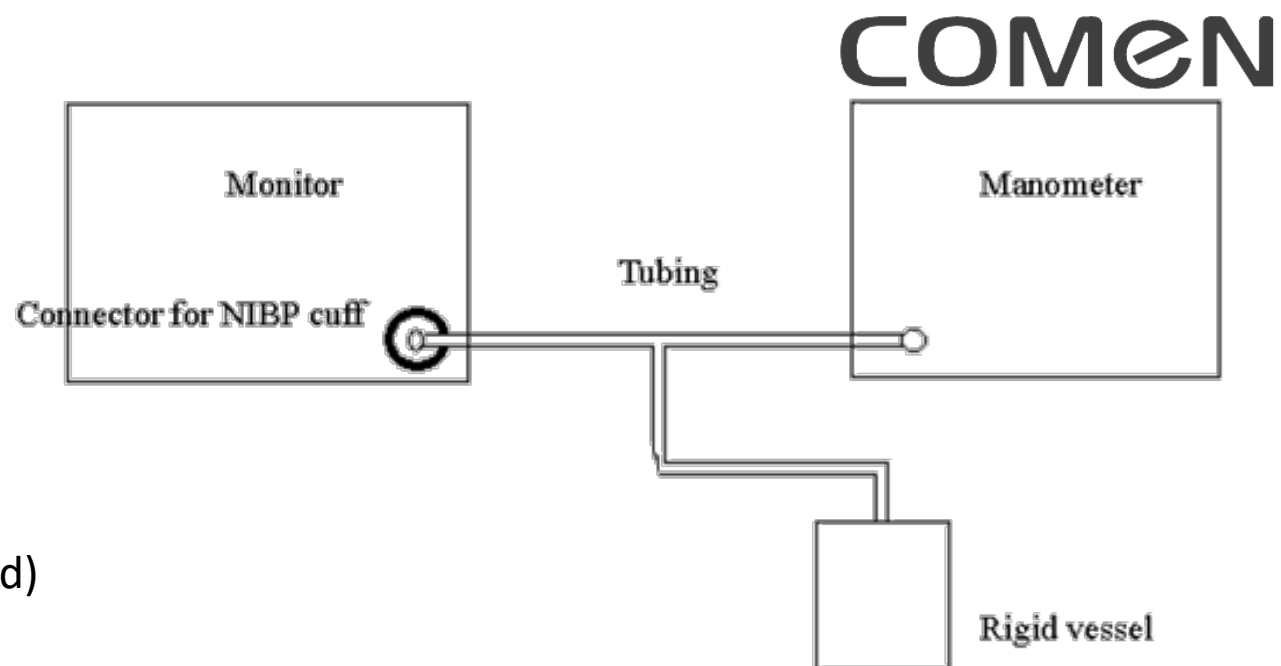 COMEN
Monitor
Manometer
Tubing
Connector for NIBP cuff
d)
Rigid vessel